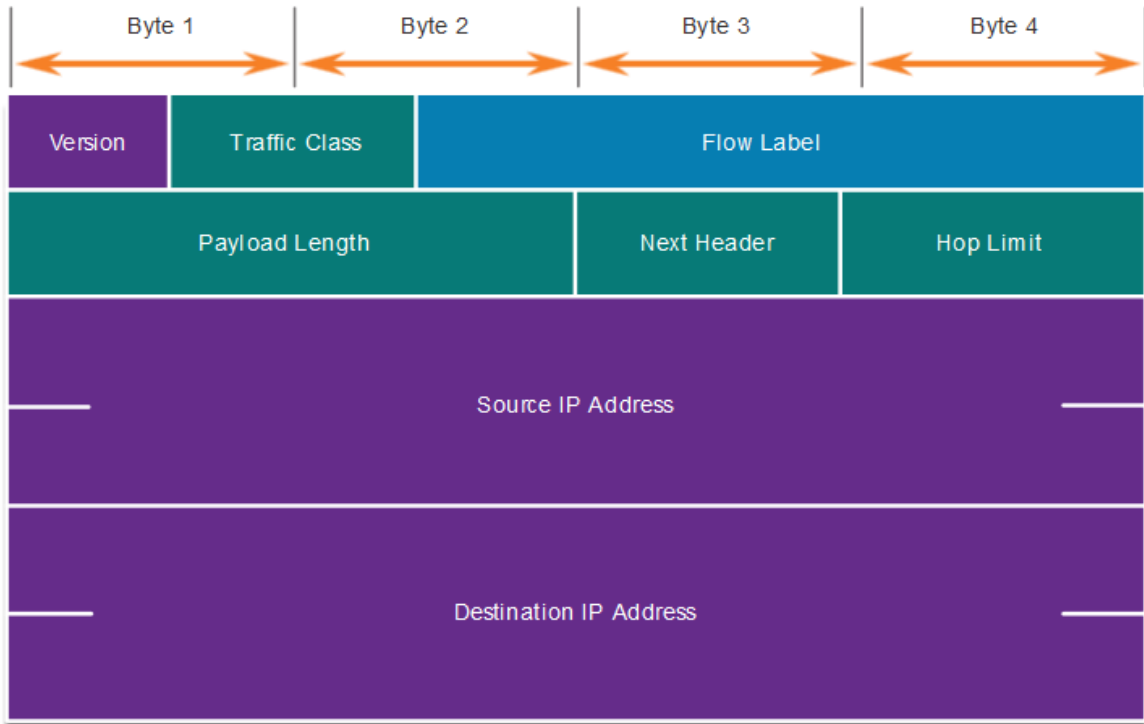 Byte 1 Byte 2 Byte 3 Byte 4
Version Traffic Class Flow Label
Payload Length Next Header Hop Limit
Source IP Address
Destination IP Address